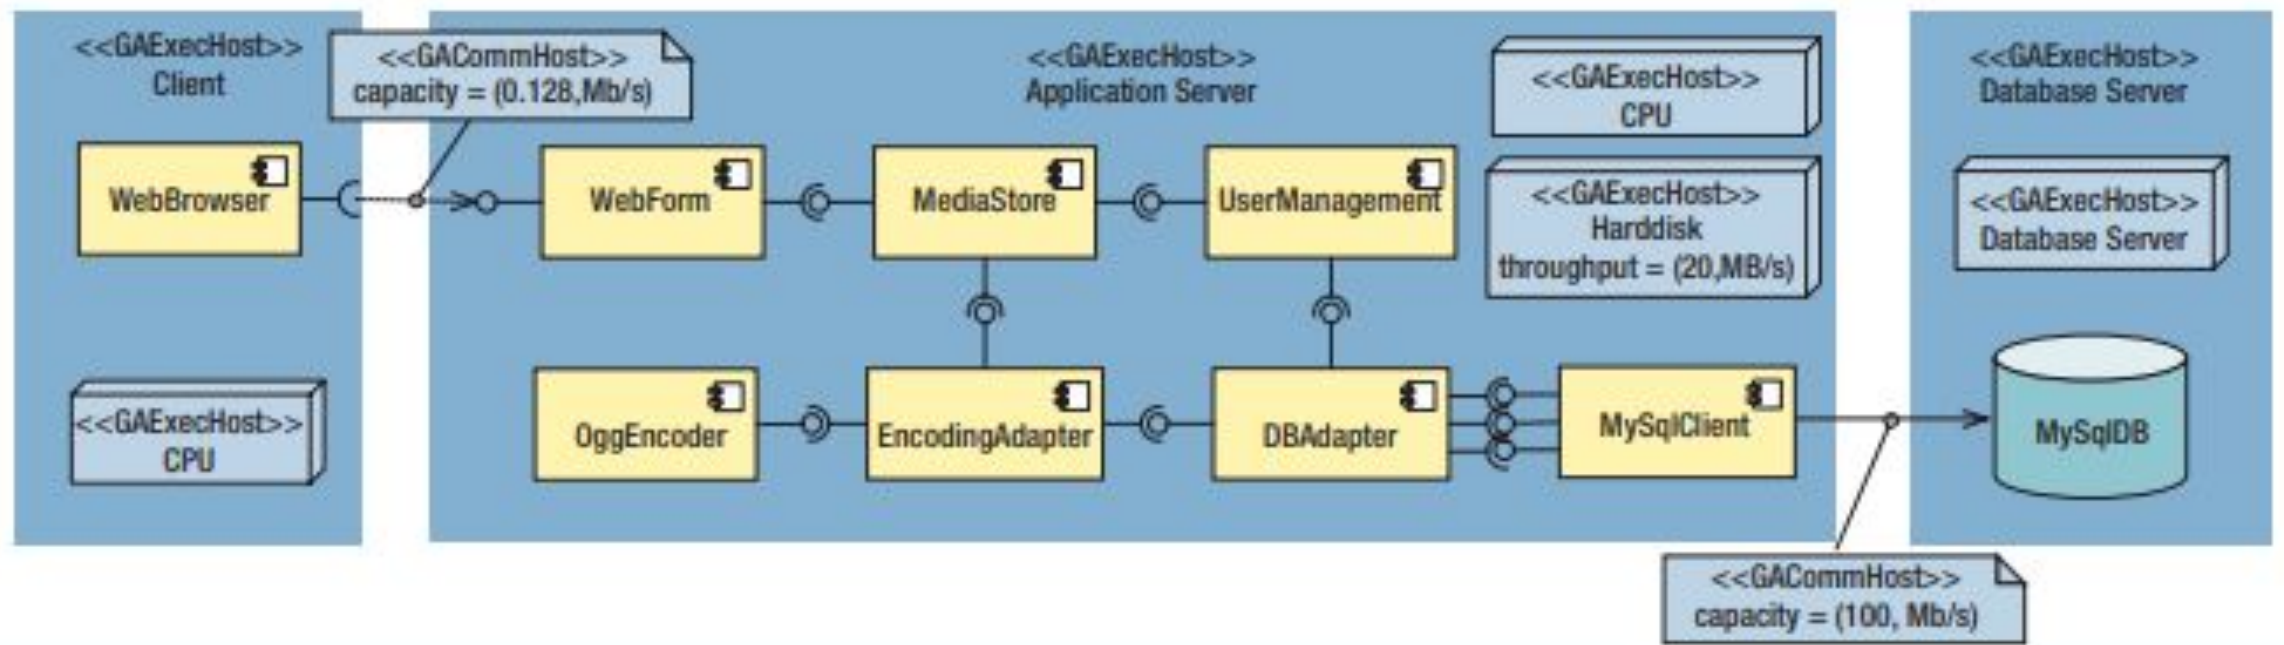 <<GAExecHost>>
Client
<<GACommHost>>
capacity = (0.128,Mb/s)
<<GAExecHost>>
Application Server
<<GAExecHost>>
CPU
<<GAExecHost>>
Database Server
WebBrowser
WebForm
MediaStore
UserManagement
<<GAExecHost>>
Harddisk
throughput = (20,MB/s)
<<GAExecHost>>
Database Server
<<GAExecHost>>
CPU
OggEncoder
EncodingAdapter
DBAdapter
MySqlClient
MySqlDB
<<GACommHost>>
capacity = (100, Mb/s)